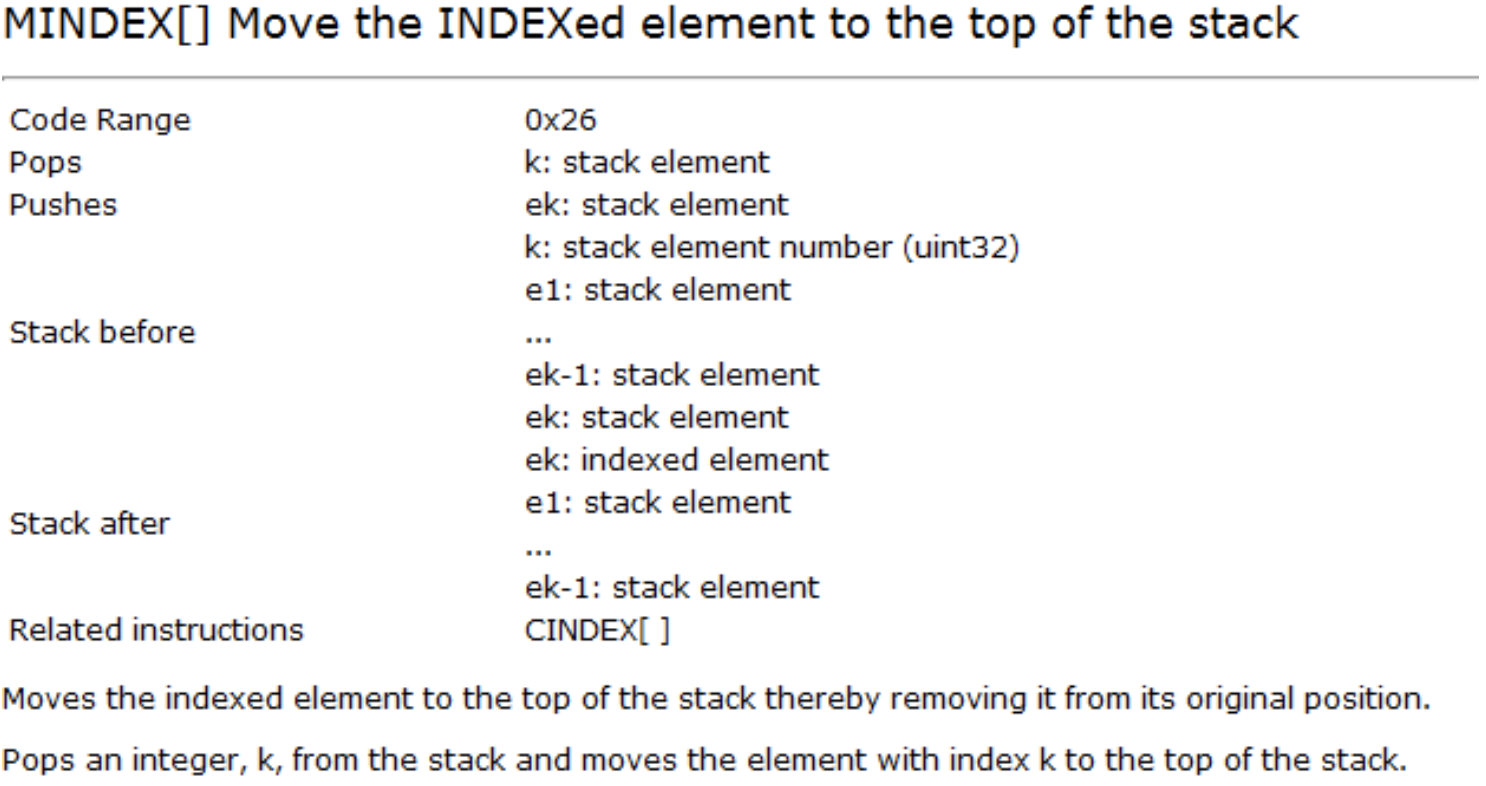 MINDEX[] Move the INDEXed element to the top of the stack
Code Range 0x26
Pops k: stack element
Pushes ek: stack element
k: stack element number (uint32)
e1: stack element
Stack before ...
ek-1: stack element
ek: stack element
ek: indexed element
e1: stack element
Stack after
...
ek-1: stack element
Related instructions CINDEX[ ]
Moves the indexed element to the top of the stack thereby removing it from its original position.
Pops an integer, k, from the stack and moves the element with index k to the top of the stack.